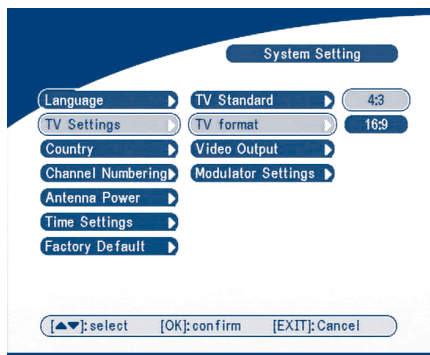 System Setting
Language
TV Settings
Country
Channel Numbering
Antenna Power
Time Settings
Factory Default
TV Standard
TV format
Video Output
Modulator Settings
4:3
16:9
[▲▼]:select [OK]:confirm [EXIT]:Cancel